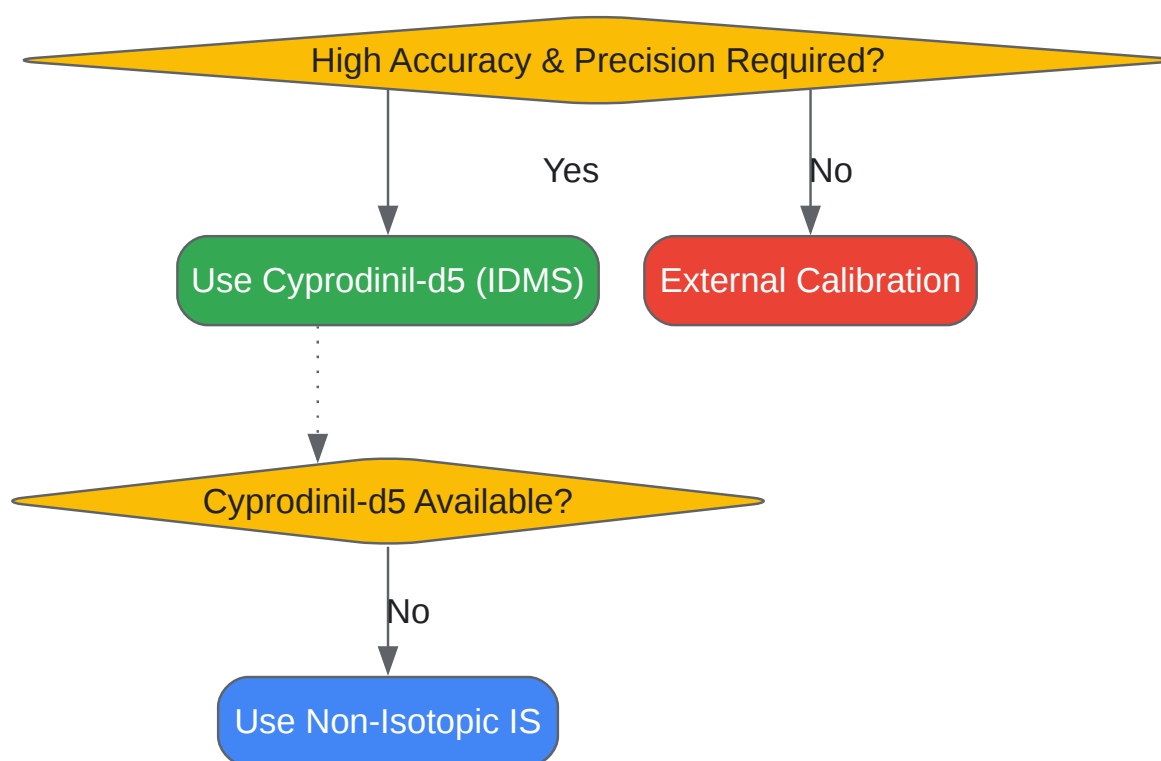 High Accuracy & Precision Required?
Yes
No
Use Cyprodinil-d5 (IDMS)
External Calibration
Cyprodinil-d5 Available?
No
Use Non-Isotopic IS